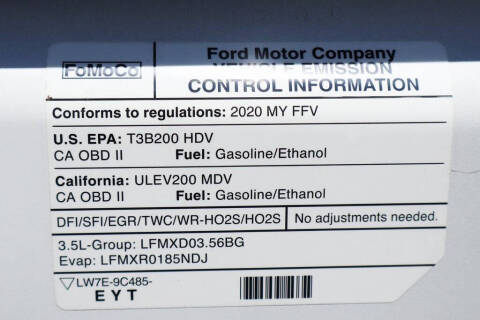 FoMoCo
Ford Motor Company
VEHICLE EMISSION
CONTROL INFORMATION
Conforms to regulations: 2020 MY FFV
U.S. EPA: T3B200 HDV
CA OBD II Fuel: Gasoline/Ethanol
California: ULEV200 MDV
CA OBD II Fuel: Gasoline/Ethanol
DFI/SFI/EGR/TWC/WR-HO2S/HO2S No adjustments needed.
3.5L-Group: LFMXD03.56BG
Evap: LFMXR0185NDJ
LW7E-9C485-
EYT